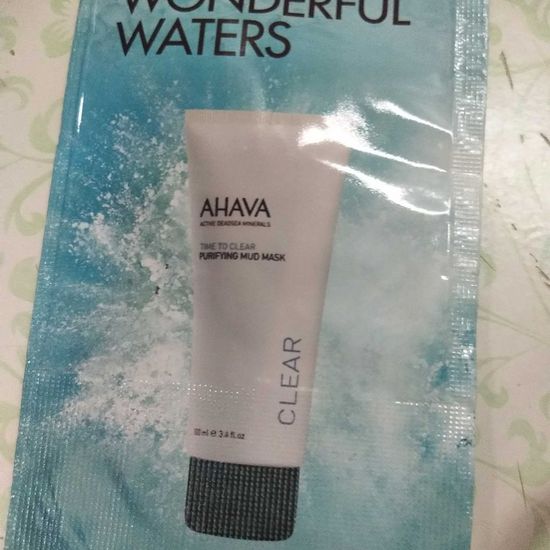 WONDERFUL
WATERS
AHAVA
ACTIVE DEADSEA MINERALS
TIME TO CLEAR
PURIFYING MUD MASK
CLEAR
100 ml e 3.4 fl.oz